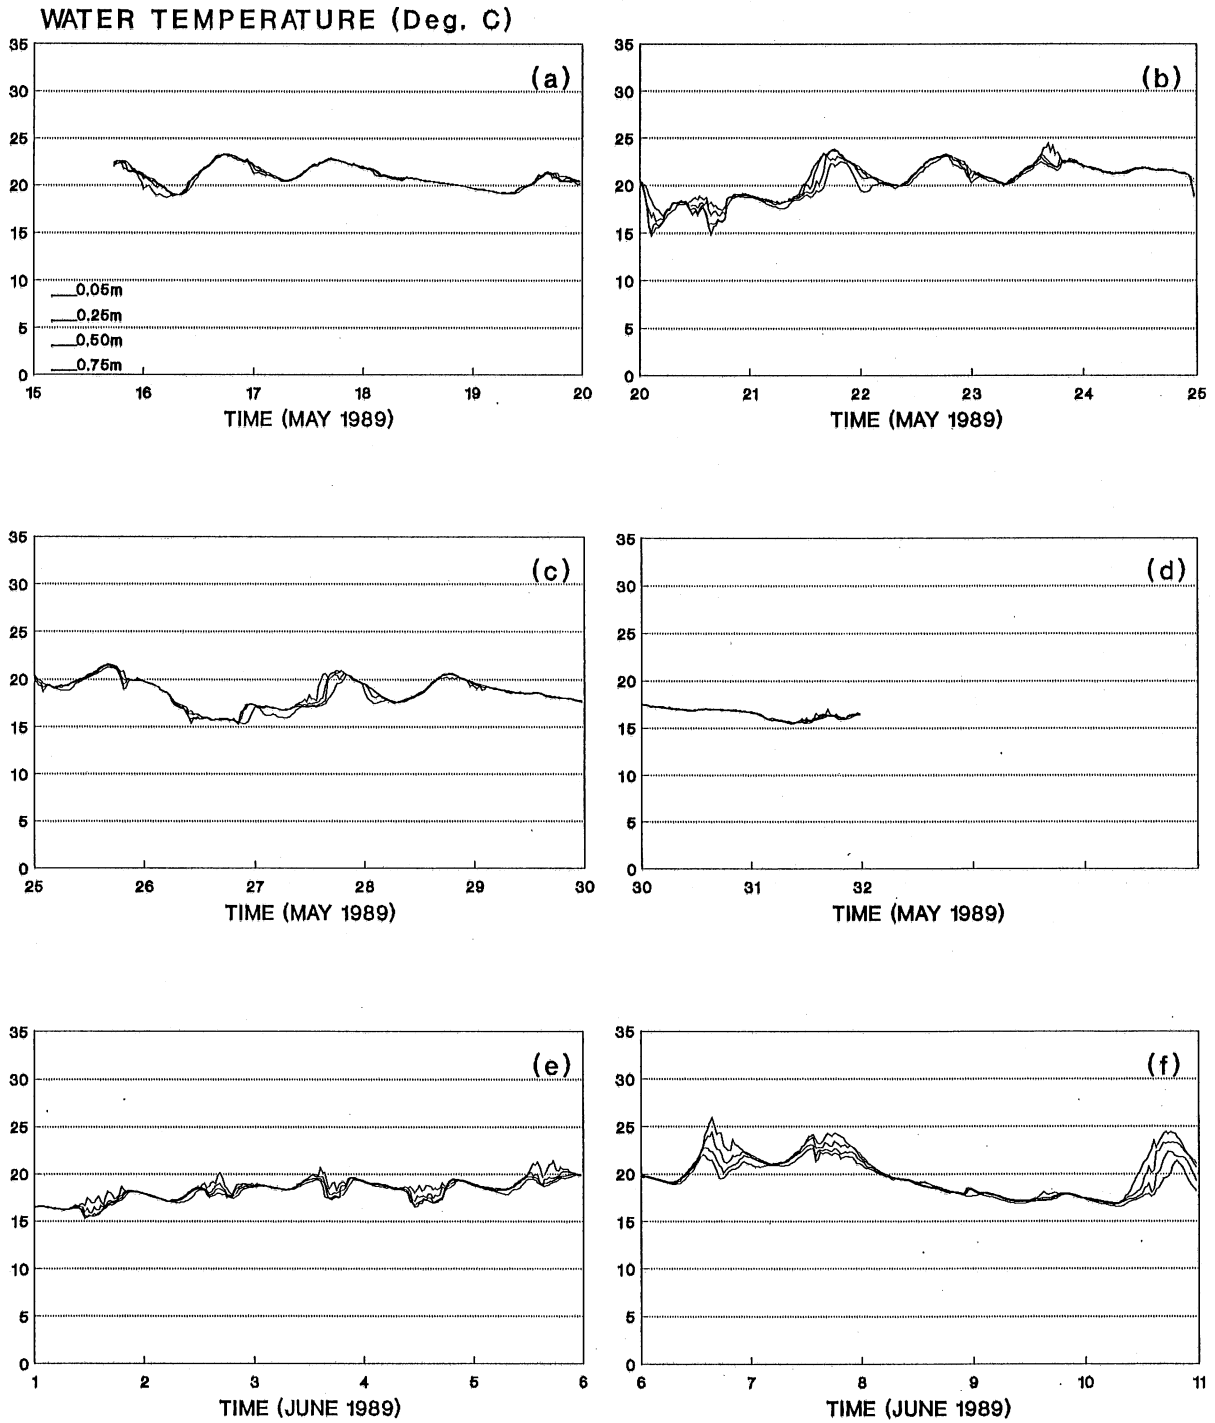 WATER TEMPERATURE (Deg. C)
35
30
25
20
15
10
5
0
(a)
0.05m
0.25m
0.50m
0.75m
15 16 17 18 19 20
TIME (MAY 1989)
35
30
25
20
15
10
5
0
(b)
20 21 22 23 24 25
TIME (MAY 1989)
35
30
25
20
15
10
5
0
(c)
25 26 27 28 29 30
TIME (MAY 1989)
35
30
25
20
15
10
5
0
(d)
30 31 32
TIME (MAY 1989)
35
30
25
20
15
10
5
0
(e)
1 2 3 4 5 6
TIME (JUNE 1989)
35
30
25
20
15
10
5
0
(f)
6 7 8 9 10 11
TIME (JUNE 1989)